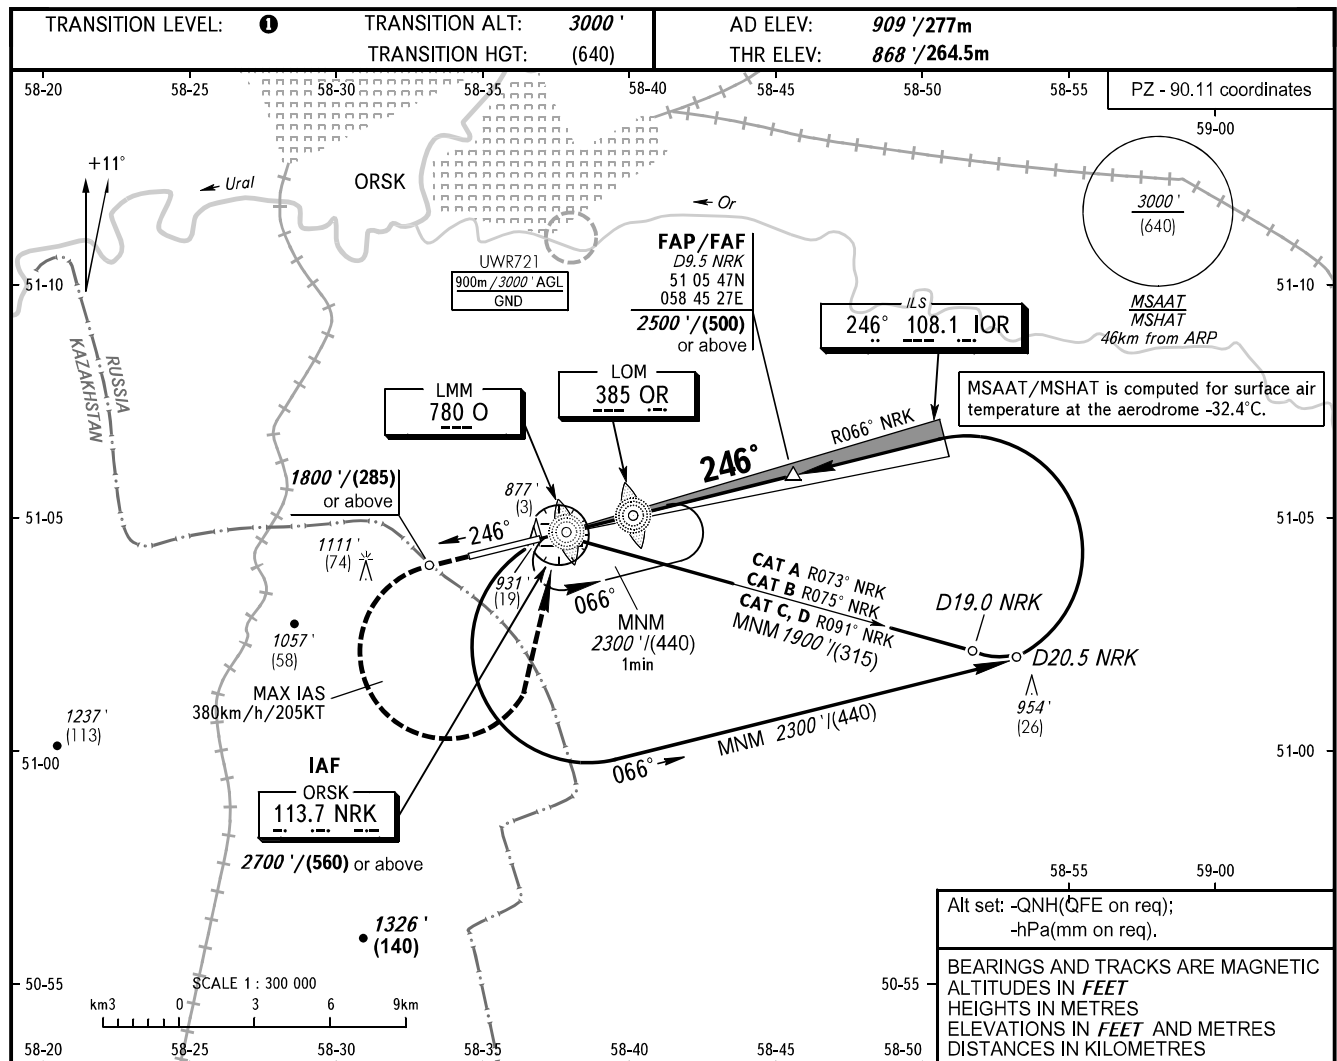 TRANSITION LEVEL: ❶
TRANSITION ALT: 3000 '
TRANSITION HGT: (640)
AD ELEV: 909 '/277m
THR ELEV: 868 '/264.5m
58-20 58-25 58-30 58-35 58-40 58-45 58-50 58-55
PZ - 90.11 coordinates
59-00
+11°
Ural
ORSK
Or
3000 '
(640)
MSAAT
MSHAT
46km from ARP
UWR721
900m/3000 ' AGL
GND
FAP/FAF
D9.5 NRK
51 05 47N
058 45 27E
2500 '/(500)
or above
51-10
51-10
ILS
246° 108.1 IOR
RUSSIA
KAZAKHSTAN
LMM
780 O
LOM
385 OR
MSAAT/MSHAT is computed for surface air
temperature at the aerodrome -32.4°C.
R066° NRK
246°
1800 '/(285)
or above
877 '
(3)
51-05
51-05
246°
1111 '
(74)
931 '
(19)
066°
MNM
2300 '/(440)
1min
CAT A R073° NRK
CAT B R075° NRK
CAT C, D R091° NRK
MNM 1900 '/(315)
D19.0 NRK
D20.5 NRK
954 '
(26)
1057 '
(58)
MAX IAS
380km/h/205KT
1237 '
(113)
MNM 2300 '/(440)
066°
51-00
51-00
IAF
ORSK
113.7 NRK
2700 '/(560) or above
58-55 59-00
1326 '
(140)
Alt set: -QNH(QFE on req);
-hPa(mm on req).
50-55
50-55
SCALE 1 : 300 000
km3 0 3 6 9km
BEARINGS AND TRACKS ARE MAGNETIC
ALTITUDES IN FEET
HEIGHTS IN METRES
ELEVATIONS IN FEET AND METRES
DISTANCES IN KILOMETRES
58-20 58-25 58-30 58-35 58-40 58-45 58-50